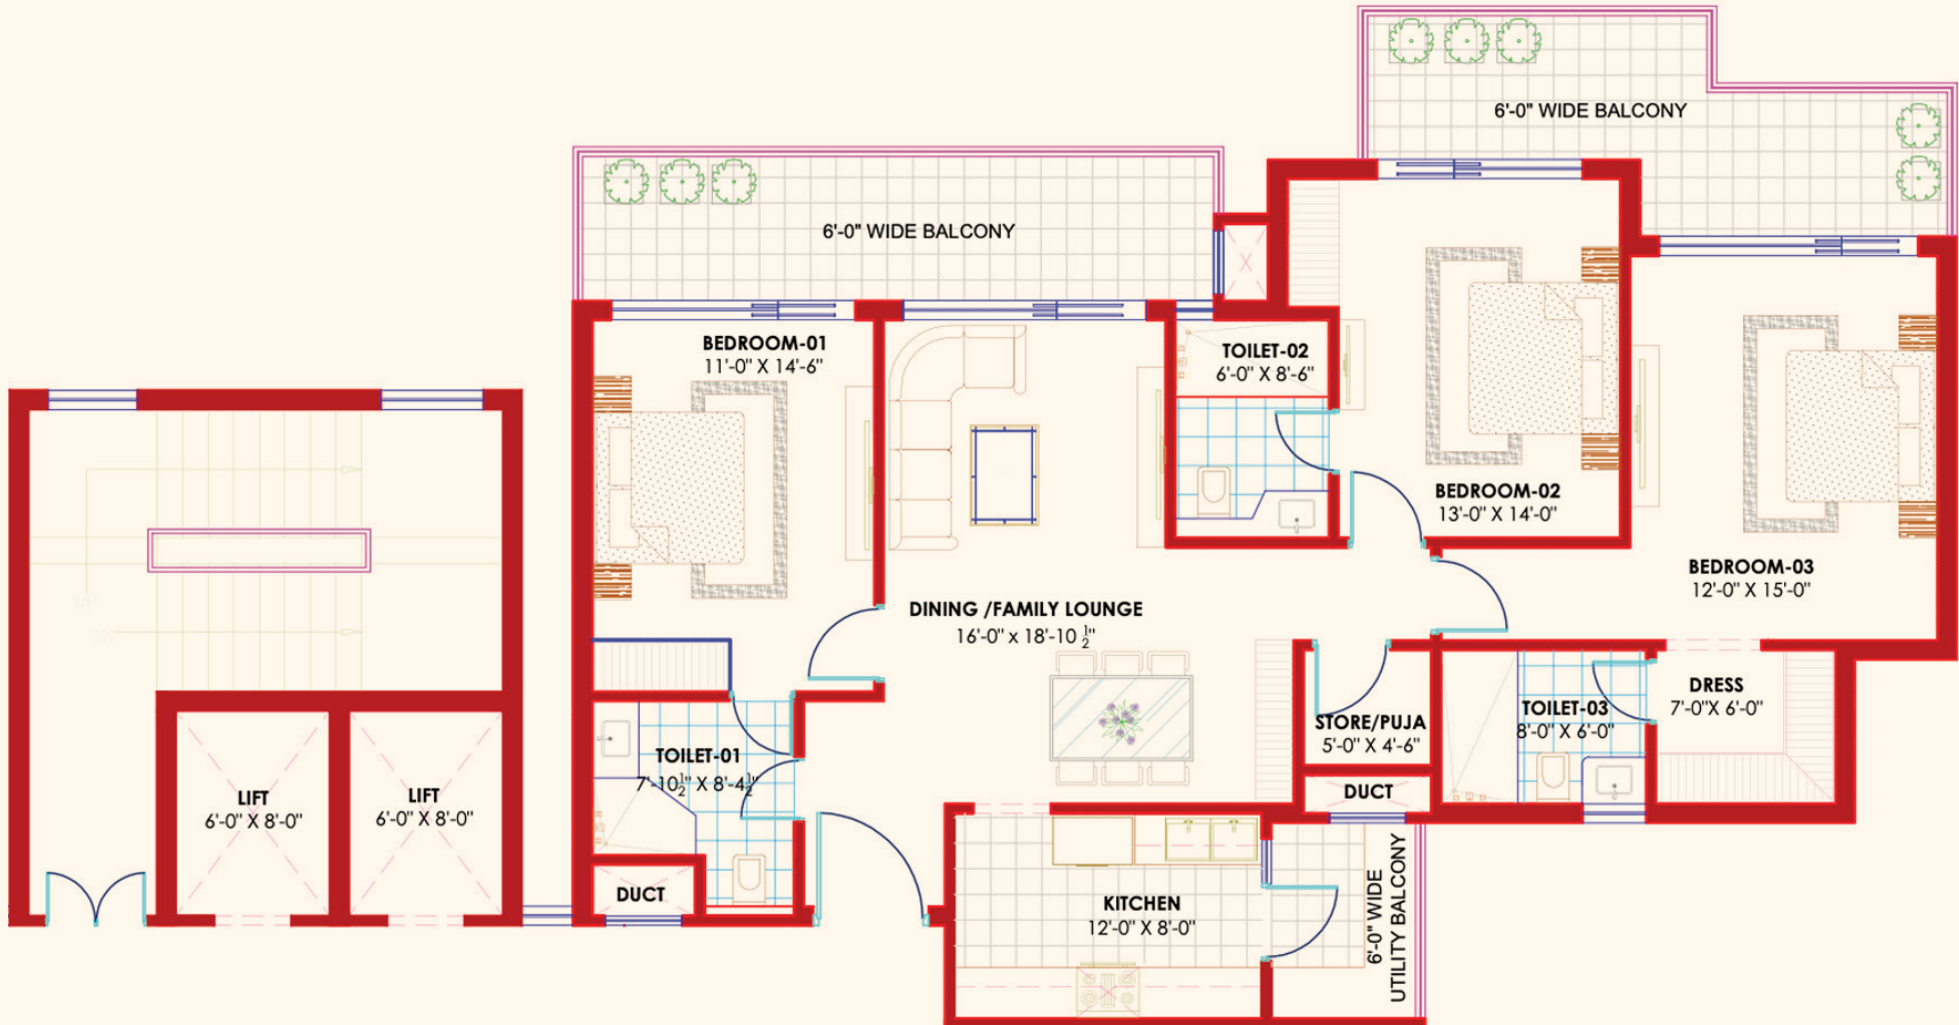 6'-0" WIDE BALCONY
6'-0" WIDE BALCONY
BEDROOM-01
11'-0" X 14'-6"
TOILET-02
6'-0" X 8'-6"
BEDROOM-02
13'-0" X 14'-0"
BEDROOM-03
12'-0" X 15'-0"
DINING /FAMILY LOUNGE
16'-0" x 18'-10 ½"
STORE/PUJA
5'-0" X 4'-6"
TOILET-03
8'-0" X 6'-0"
DRESS
7'-0"X 6'-0"
TOILET-01
7'-10½" X 8'-4½"
LIFT
6'-0" X 8'-0"
LIFT
6'-0" X 8'-0"
DUCT
DUCT
KITCHEN
12'-0" X 8'-0"
6'-0" WIDE
UTILITY BALCONY